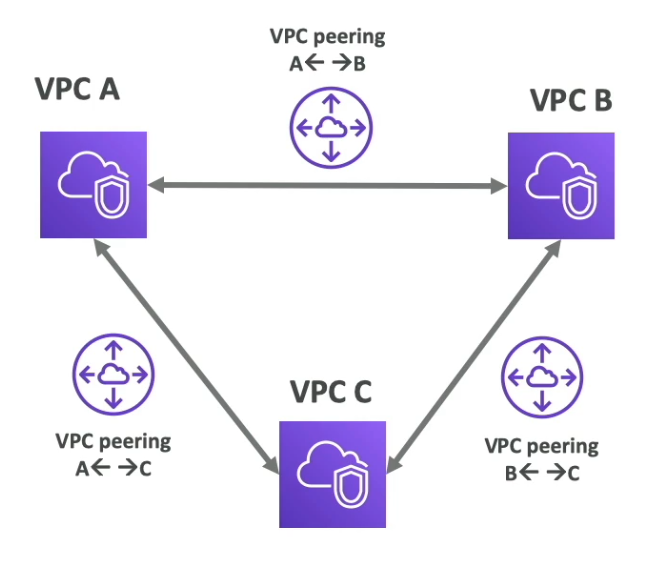 VPC peering
A← →B
VPC A
VPC B
VPC C
VPC peering
A← →C
VPC peering
B← →C